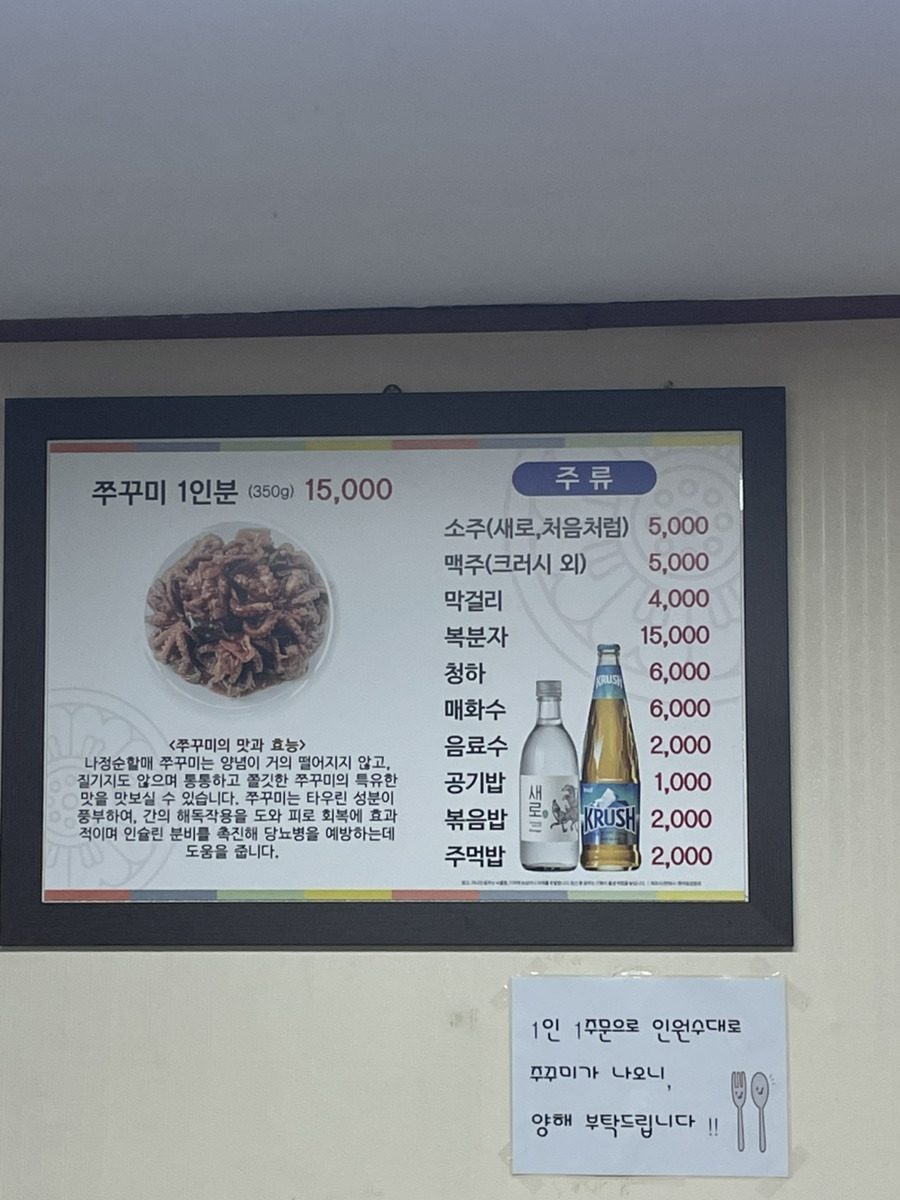 쭈꾸미 1인분 (350g) 15,000
<쭈꾸미의 맛과 효능>
나정순할매 쭈꾸미는 양념이 거의 떨어지지 않고,
질기지도 않으며 통통하고 쫄깃한 쭈꾸미의 특유한
맛을 맛보실 수 있습니다. 쭈꾸미는 타우린 성분이
풍부하여, 간의 해독작용을 도와 피로 회복에 효과
적이며 인슐린 분비를 촉진해 당뇨병을 예방하는데
도움을 줍니다.
주 류
소주(새로,처음처럼) 5,000
맥주(크러시 외) 5,000
막걸리 4,000
복분자 15,000
청하 6,000
매화수 6,000
음료수 2,000
공기밥 1,000
볶음밥 2,000
주먹밥 2,000
새로
KRUSH
KRUSH
1인 1주문으로 인원수대로
쭈꾸미가 나오니,
양해 부탁드립니다 !!